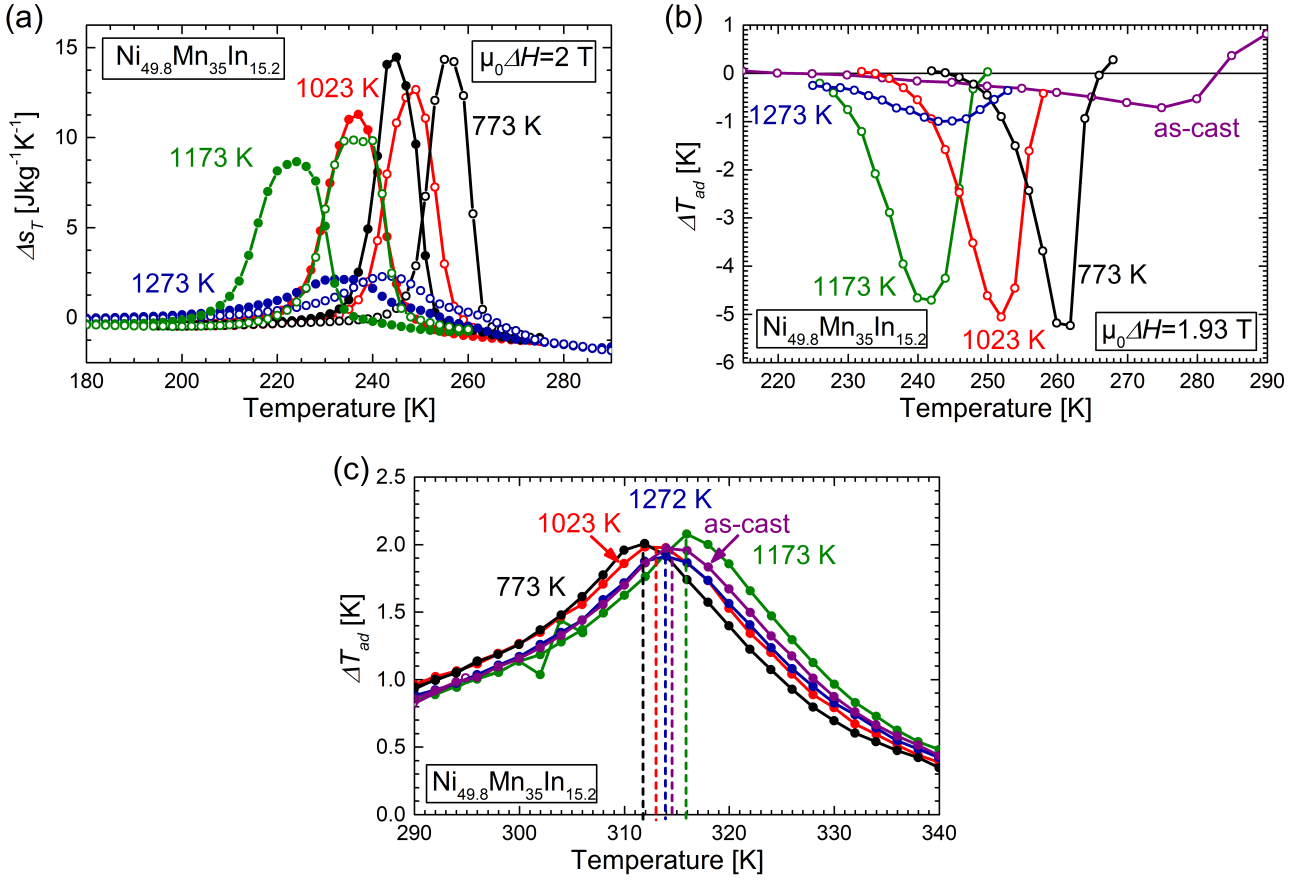 (a)
Ni49.8Mn35In15.2
μ0ΔH=2 T
1023 K
773 K
1173 K
1273 K
ΔsT [Jkg-1K-1]
15
10
5
0
180 200 220 240 260 280
Temperature [K]
(b)
1
0
-1
-2
-3
-4
-5
-6
ΔTad [K]
1273 K
as-cast
773 K
1173 K
1023 K
Ni49.8Mn35In15.2
μ0ΔH=1.93 T
220 230 240 250 260 270 280 290
Temperature [K]
(c)
2.5
2.0
1.5
1.0
0.5
0.0
ΔTad [K]
1272 K
1023 K
as-cast
1173 K
773 K
Ni49.8Mn35In15.2
290 300 310 320 330 340
Temperature [K]